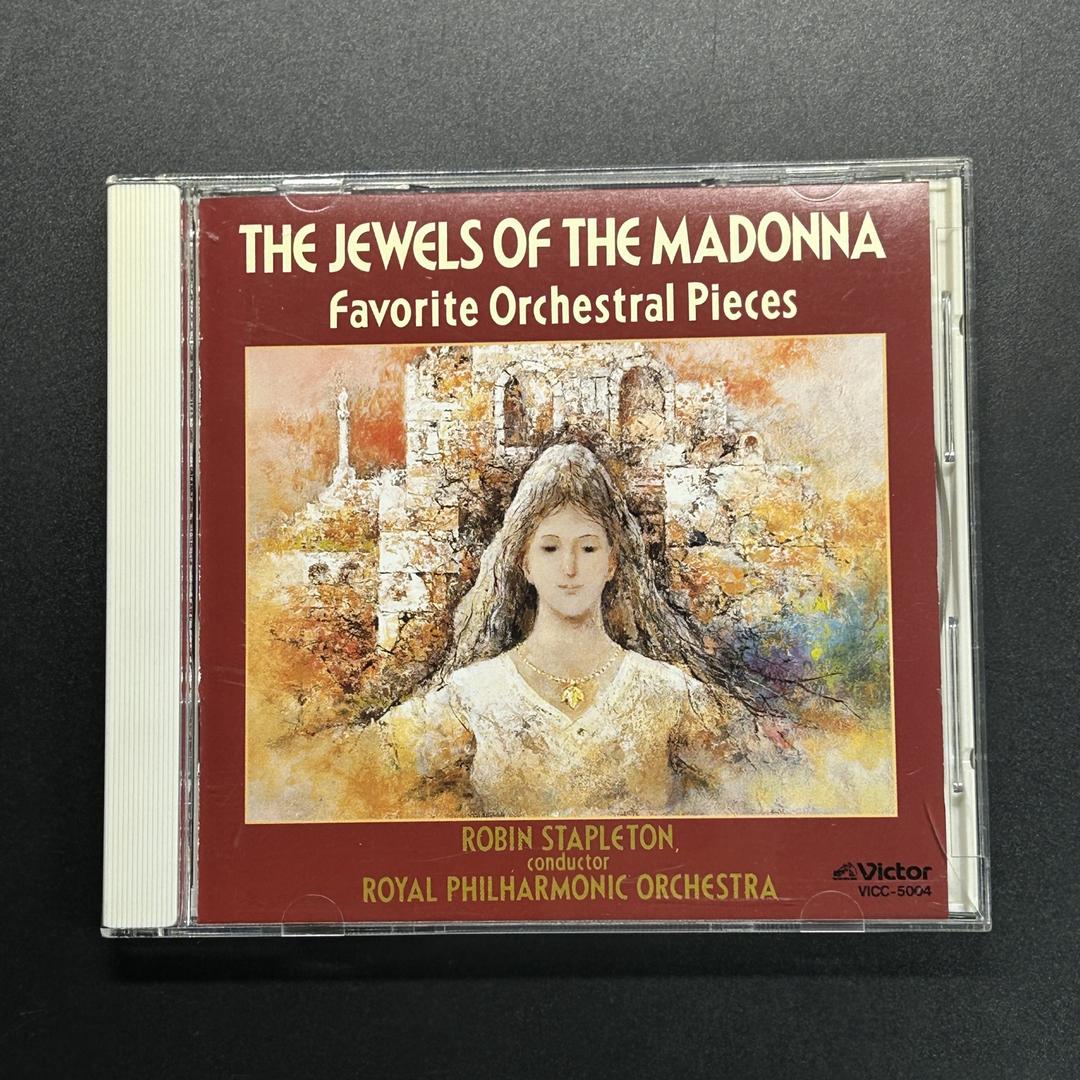 THE JEWELS OF THE MADONNA
Favorite Orchestral Pieces
ROBIN STAPLETON,
conductor
ROYAL PHILHARMONIC ORCHESTRA
Victor
VICC-5004